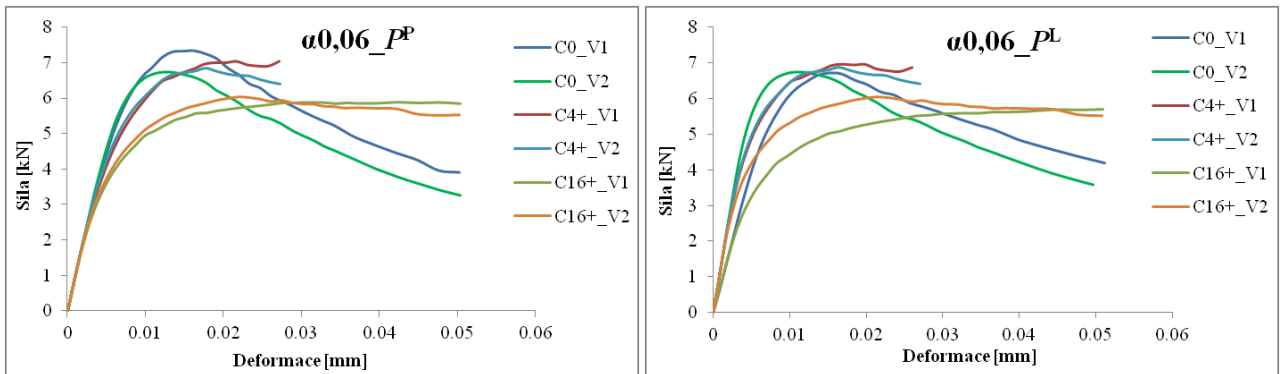 α0,06_Pᴾ
Síla [kN]
8
7
6
5
4
3
2
1
0
0
0.01
0.02
0.03
0.04
0.05
0.06
Deformace [mm]
C0_V1
C0_V2
C4+_V1
C4+_V2
C16+_V1
C16+_V2
α0,06_Pᴸ
Síla [kN]
8
7
6
5
4
3
2
1
0
0
0.01
0.02
0.03
0.04
0.05
0.06
Deformace [mm]
C0_V1
C0_V2
C4+_V1
C4+_V2
C16+_V1
C16+_V2